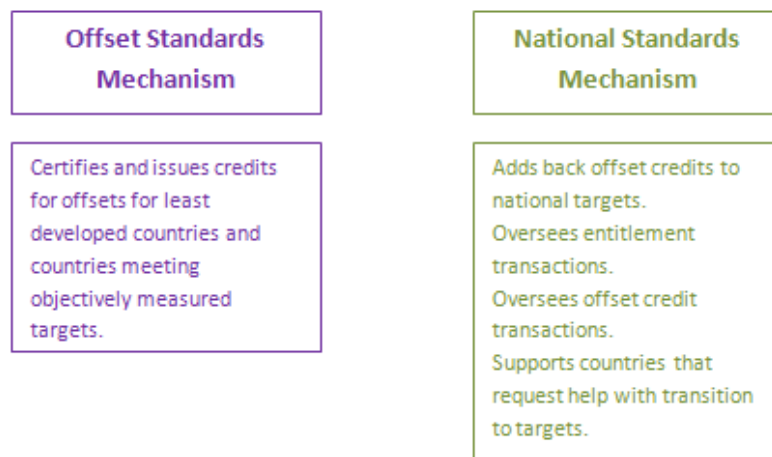 Offset Standards
Mechanism
Certifies and issues credits
for offsets for least
developed countries and
countries meeting
objectively measured
targets.
National Standards
Mechanism
Adds back offset credits to
national targets.
Oversees entitlement
transactions.
Oversees offset credit
transactions.
Supports countries that
request help with transition
to targets.